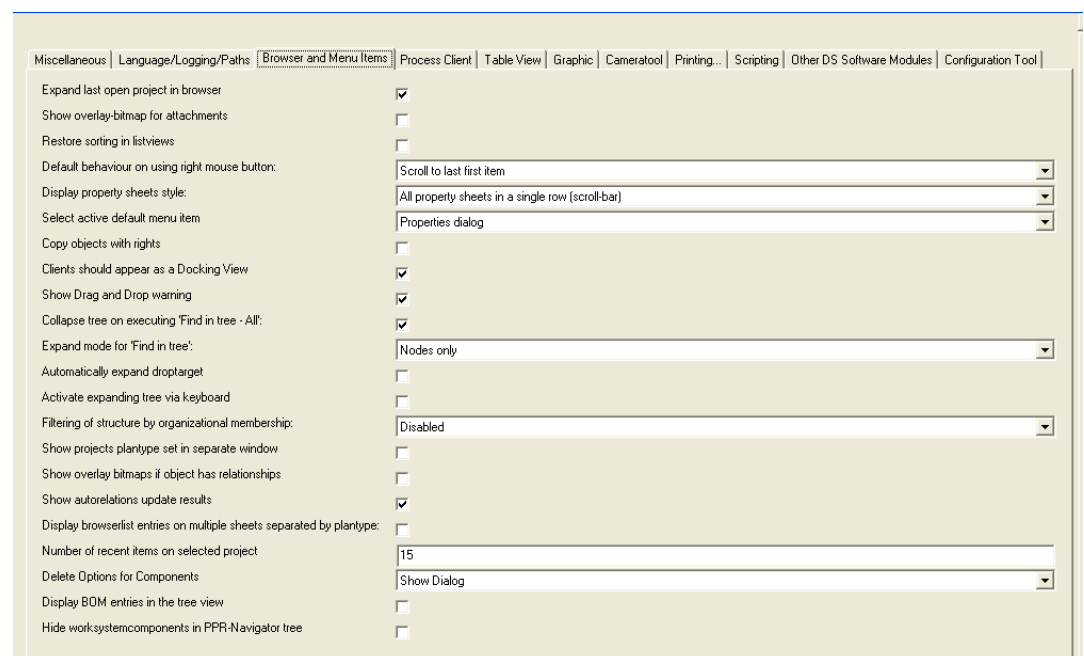 Miscellaneous Language/Logging/Paths Browser and Menu Items Process Client Table View Graphic Cameratool Printing... Scripting Other DS Software Modules Configuration Tool
Expand last open project in browser
Show overlay-bitmap for attachments
Restore sorting in listviews
Default behaviour on using right mouse button: Scroll to last first item
Display property sheets style: All property sheets in a single row (scroll-bar)
Select active default menu item Properties dialog
Copy objects with rights
Clients should appear as a Docking View
Show Drag and Drop warning
Collapse tree on executing 'Find in tree - All':
Expand mode for 'Find in tree': Nodes only
Automatically expand droptarget
Activate expanding tree via keyboard
Filtering of structure by organizational membership: Disabled
Show projects plantype set in separate window
Show overlay bitmaps if object has relationships
Show autorelations update results
Display browserlist entries on multiple sheets separated by plantype:
Number of recent items on selected project 15
Delete Options for Components Show Dialog
Display BOM entries in the tree view
Hide worksystemcomponents in PPR-Navigator tree